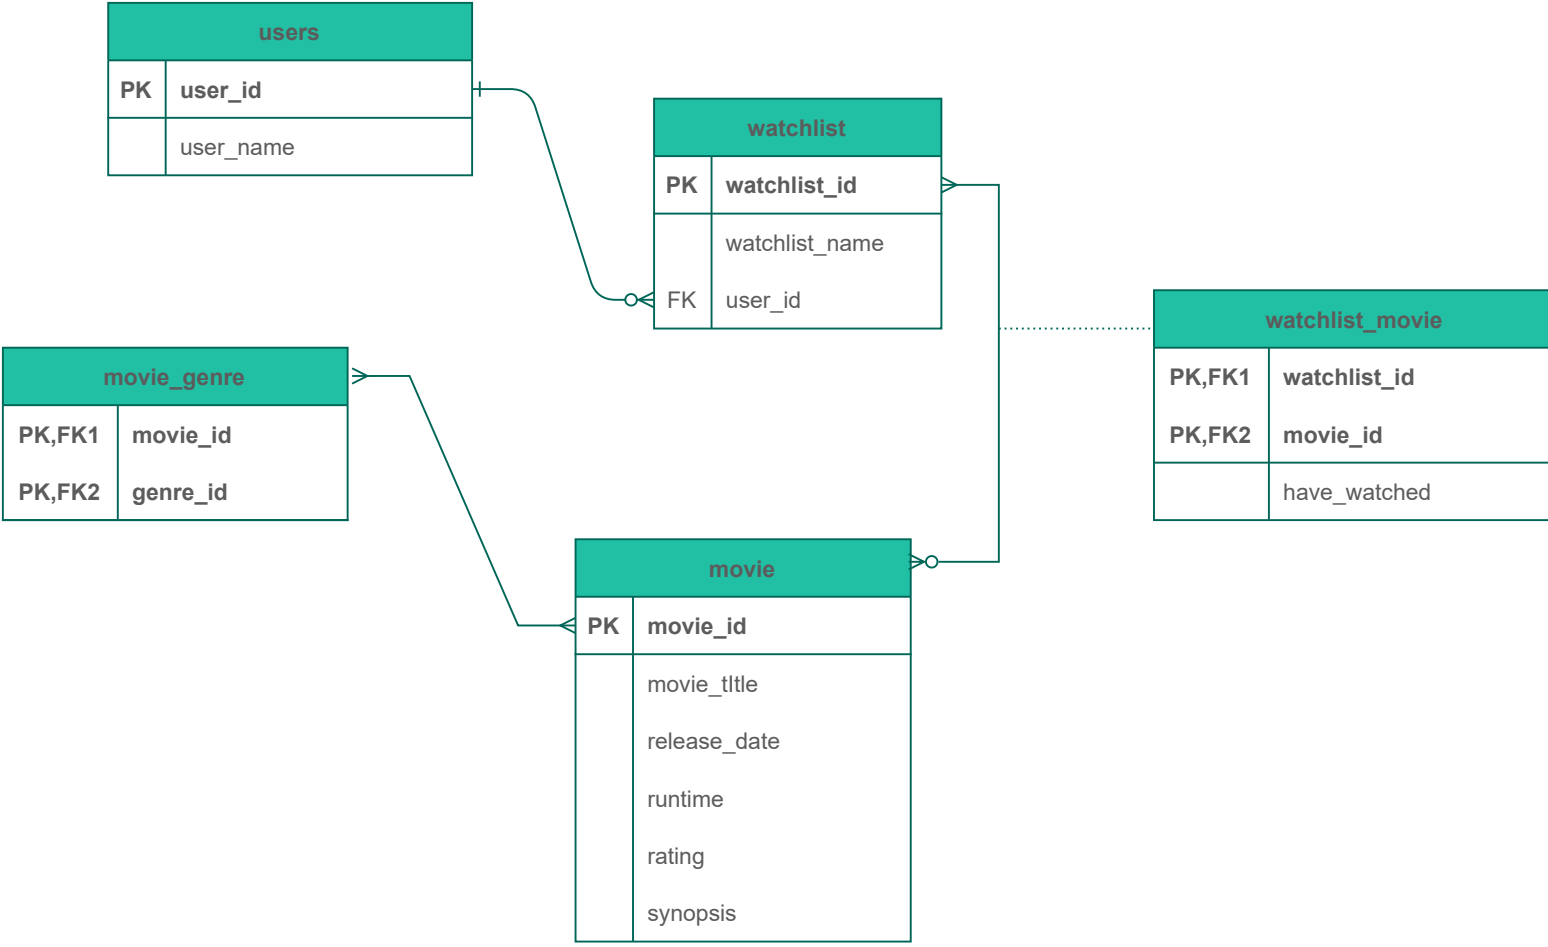 users
PK user_id
user_name
watchlist
PK watchlist_id
watchlist_name
FK user_id
watchlist_movie
PK,FK1 watchlist_id
PK,FK2 movie_id
have_watched
movie_genre
PK,FK1 movie_id
PK,FK2 genre_id
movie
PK movie_id
movie_tItle
release_date
runtime
rating
synopsis